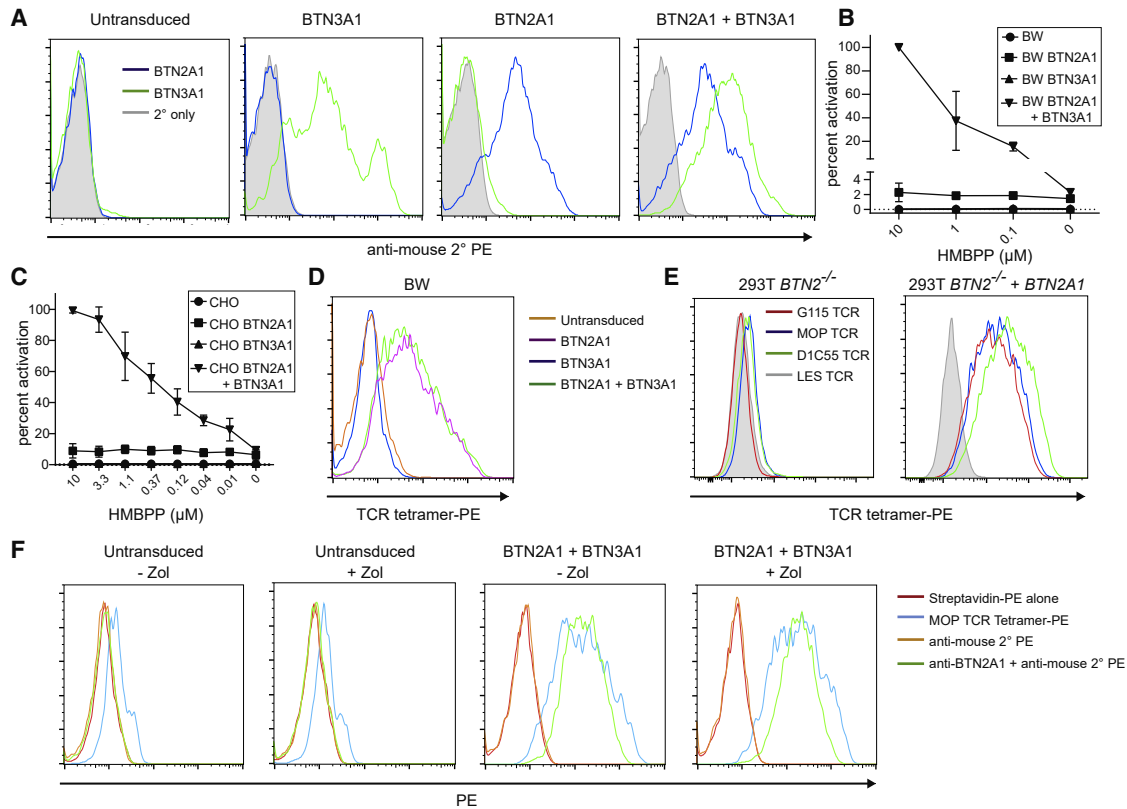 A
Untransduced
BTN3A1
BTN2A1
BTN2A1 + BTN3A1
BTN2A1
BTN3A1
2° only
anti-mouse 2° PE
B
percent activation
100
80
60
40
20
4
2
0
10
1
0.1
0
HMBPP (µM)
BW
BW BTN2A1
BW BTN3A1
BW BTN2A1
+ BTN3A1
C
percent activation
100
80
60
40
20
0
10
3.3
1.1
0.37
0.12
0.04
0.01
0
HMBPP (µM)
CHO
CHO BTN2A1
CHO BTN3A1
CHO BTN2A1
+ BTN3A1
D
BW
Untransduced
BTN2A1
BTN3A1
BTN2A1 + BTN3A1
TCR tetramer-PE
E
293T BTN2-/-
293T BTN2-/- + BTN2A1
G115 TCR
MOP TCR
D1C55 TCR
LES TCR
TCR tetramer-PE
F
Untransduced
- Zol
Untransduced
+ Zol
BTN2A1 + BTN3A1
- Zol
BTN2A1 + BTN3A1
+ Zol
Streptavidin-PE alone
MOP TCR Tetramer-PE
anti-mouse 2° PE
anti-BTN2A1 + anti-mouse 2° PE
PE